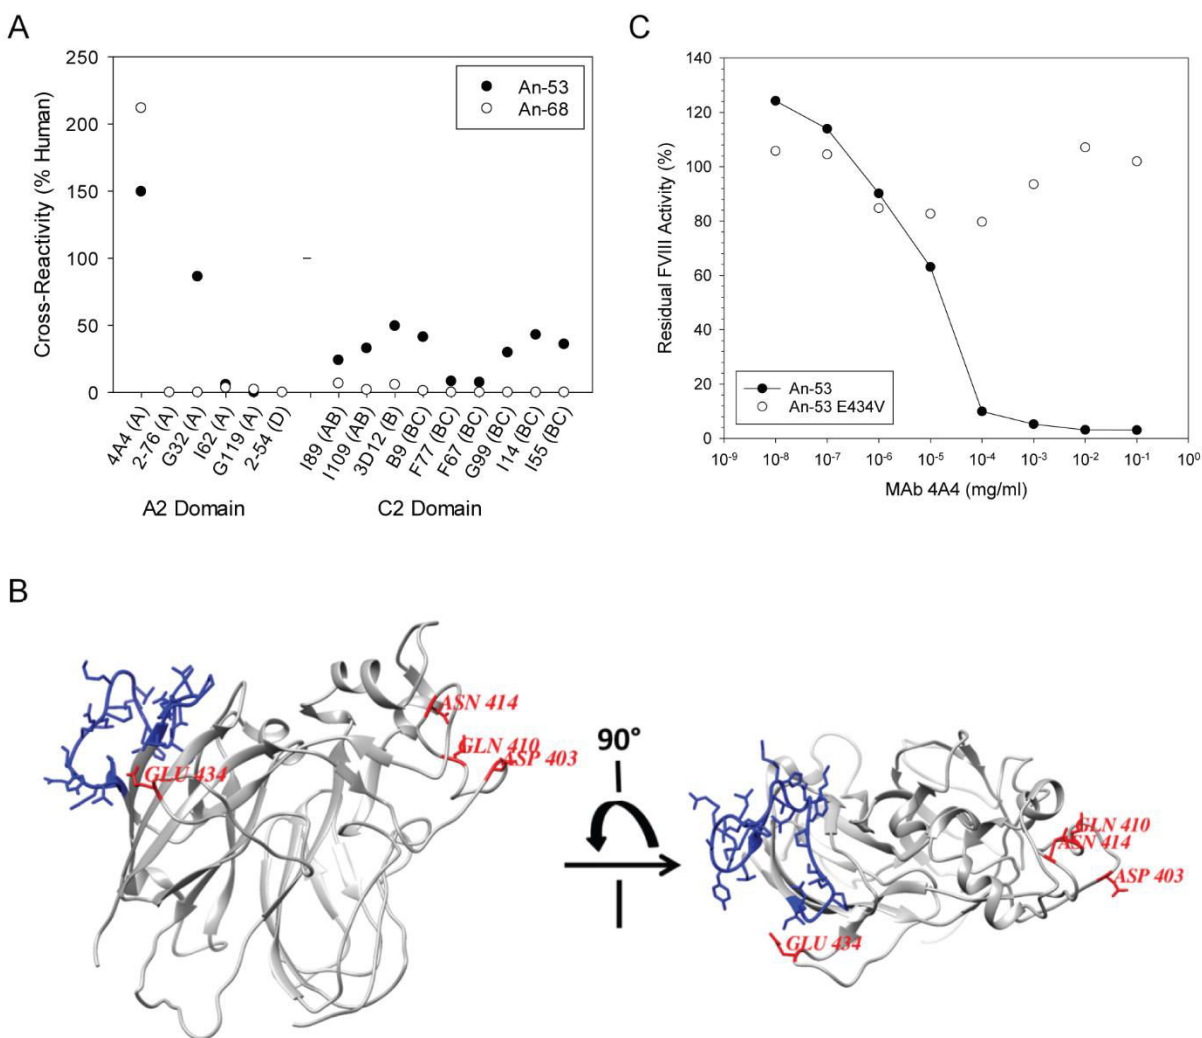 A
Cross-Reactivity (% Human)
250
200
150
100
50
0
An-53
An-68
4A4 (A)
2-76 (A)
G32 (A)
I62 (A)
G119 (A)
2-54 (D)
I89 (AB)
I109 (AB)
3D12 (B)
B9 (BC)
F77 (BC)
F67 (BC)
G99 (BC)
I14 (BC)
I55 (BC)
A2 Domain
C2 Domain
C
Residual FVIII Activity (%)
140
120
100
80
60
40
20
0
An-53
An-53 E434V
10-9 10-8 10-7 10-6 10-5 10-4 10-3 10-2 10-1 100
MAb 4A4 (mg/ml)
B
ASN 414
GLN 410
ASP 403
GLU 434
90°
GLN 410
ASN 414
ASP 403
GLU 434